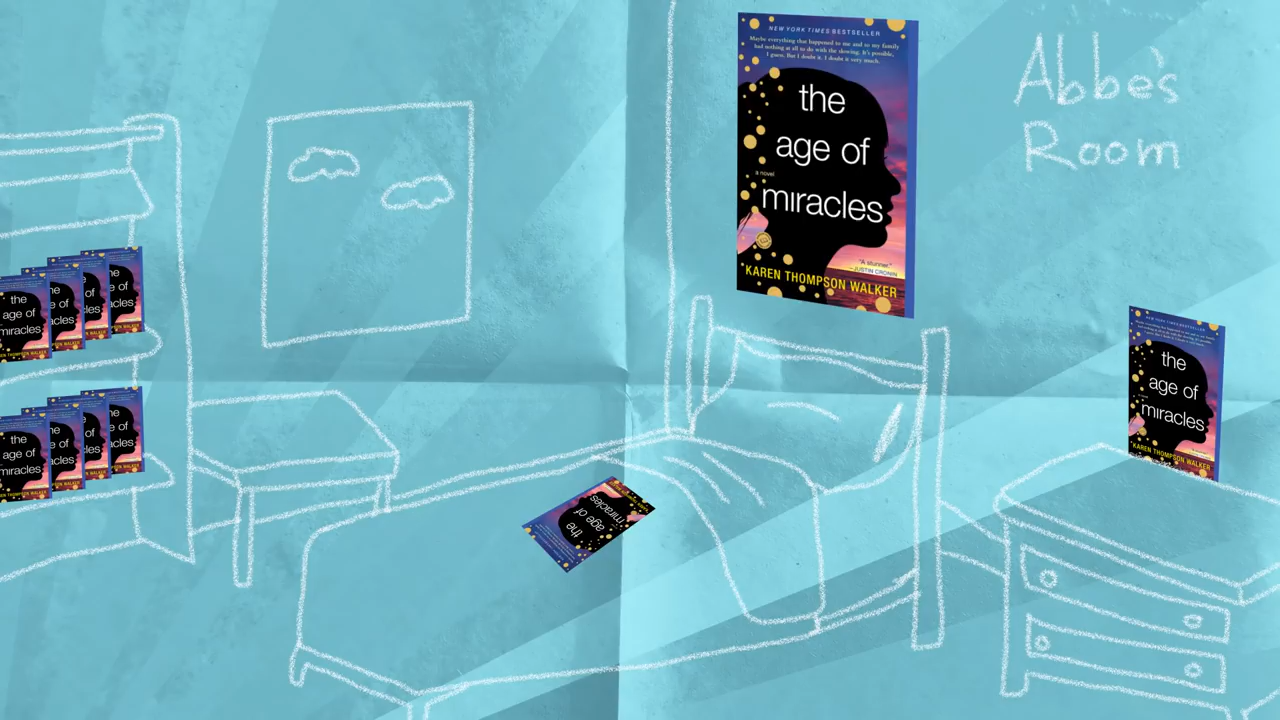 NEW YORK TIMES BESTSELLER
Maybe everything that happened to me and to my family
had nothing at all to do with the slowing. It's possible,
I guess. But I doubt it. I doubt it very much.
the
age of
a novel
miracles
"A stunner."
—JUSTIN CRONIN
KAREN THOMPSON WALKER
Abbe's
Room
the
age of
miracles
KAREN THOMPSON WALKER
the
age of
miracles
the
age of
miracles
the
age of
miracles